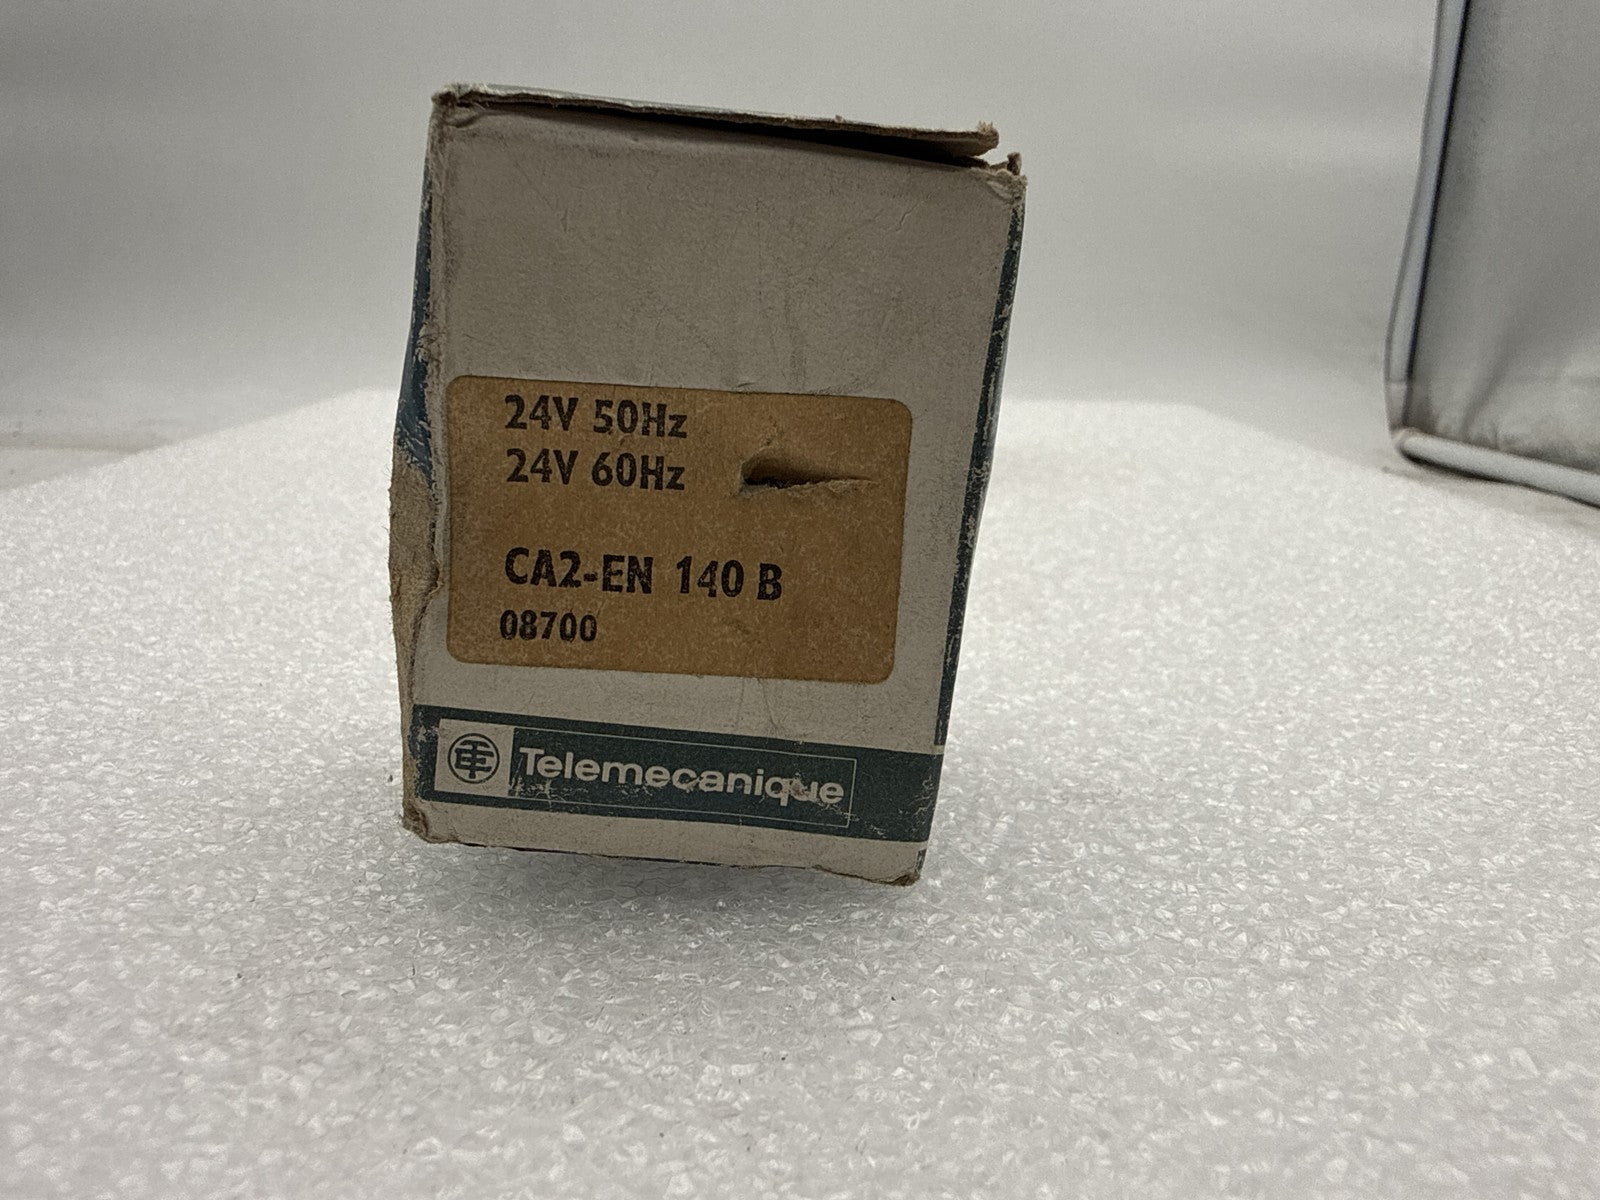 24V 50Hz
24V 60Hz
CA2-EN 140 B
08700
Telemecanique